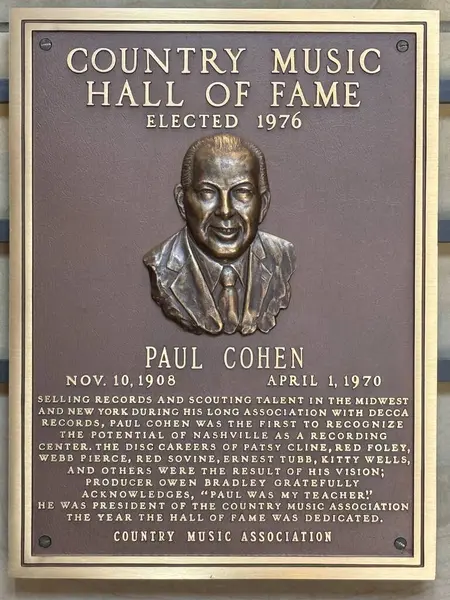 COUNTRY MUSIC
HALL OF FAME
ELECTED 1976
PAUL COHEN
NOV. 10, 1908 APRIL 1, 1970
SELLING RECORDS AND SCOUTING TALENT IN THE MIDWEST
AND NEW YORK DURING HIS LONG ASSOCIATION WITH DECCA
RECORDS, PAUL COHEN WAS THE FIRST TO RECOGNIZE
THE POTENTIAL OF NASHVILLE AS A RECORDING
CENTER. THE DISC CAREERS OF PATSY CLINE, RED FOLEY,
WEBB PIERCE, RED SOVINE, ERNEST TUBB, KITTY WELLS,
AND OTHERS WERE THE RESULT OF HIS VISION;
PRODUCER OWEN BRADLEY GRATEFULLY
ACKNOWLEDGES, "PAUL WAS MY TEACHER."
HE WAS PRESIDENT OF THE COUNTRY MUSIC ASSOCIATION
THE YEAR THE HALL OF FAME WAS DEDICATED.
COUNTRY MUSIC ASSOCIATION